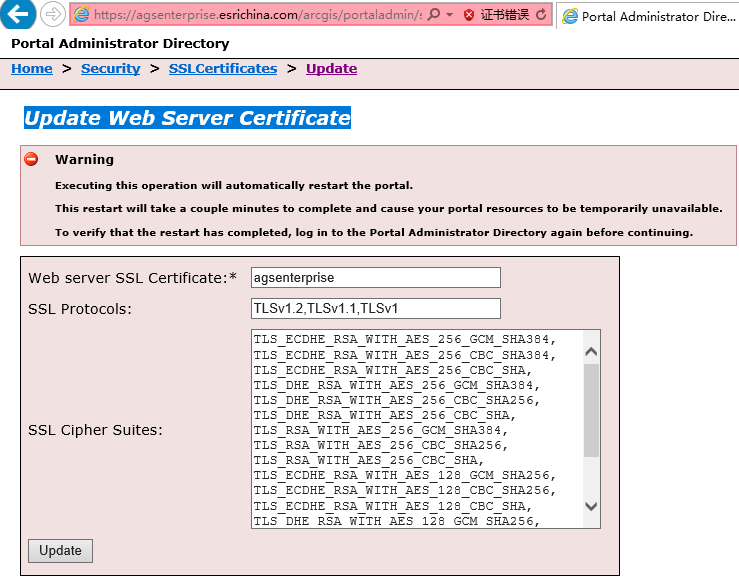 https://agsenterprise.esrichina.com/arcgis/portaladmin/s 证书错误 Portal Administrator Dire...
Portal Administrator Directory
Home > Security > SSLCertificates > Update
Update Web Server Certificate
Warning
Executing this operation will automatically restart the portal.
This restart will take a couple minutes to complete and cause your portal resources to be temporarily unavailable.
To verify that the restart has completed, log in to the Portal Administrator Directory again before continuing.
Web server SSL Certificate:* agsenterprise
SSL Protocols: TLSv1.2,TLSv1.1,TLSv1
SSL Cipher Suites:
TLS_ECDHE_RSA_WITH_AES_256_GCM_SHA384,
TLS_ECDHE_RSA_WITH_AES_256_CBC_SHA384,
TLS_ECDHE_RSA_WITH_AES_256_CBC_SHA,
TLS_DHE_RSA_WITH_AES_256_GCM_SHA384,
TLS_DHE_RSA_WITH_AES_256_CBC_SHA256,
TLS_DHE_RSA_WITH_AES_256_CBC_SHA,
TLS_RSA_WITH_AES_256_GCM_SHA384,
TLS_RSA_WITH_AES_256_CBC_SHA256,
TLS_RSA_WITH_AES_256_CBC_SHA,
TLS_ECDHE_RSA_WITH_AES_128_GCM_SHA256,
TLS_ECDHE_RSA_WITH_AES_128_CBC_SHA256,
TLS_ECDHE_RSA_WITH_AES_128_CBC_SHA,
TLS_DHE_RSA_WITH_AES_128_GCM_SHA256,
Update